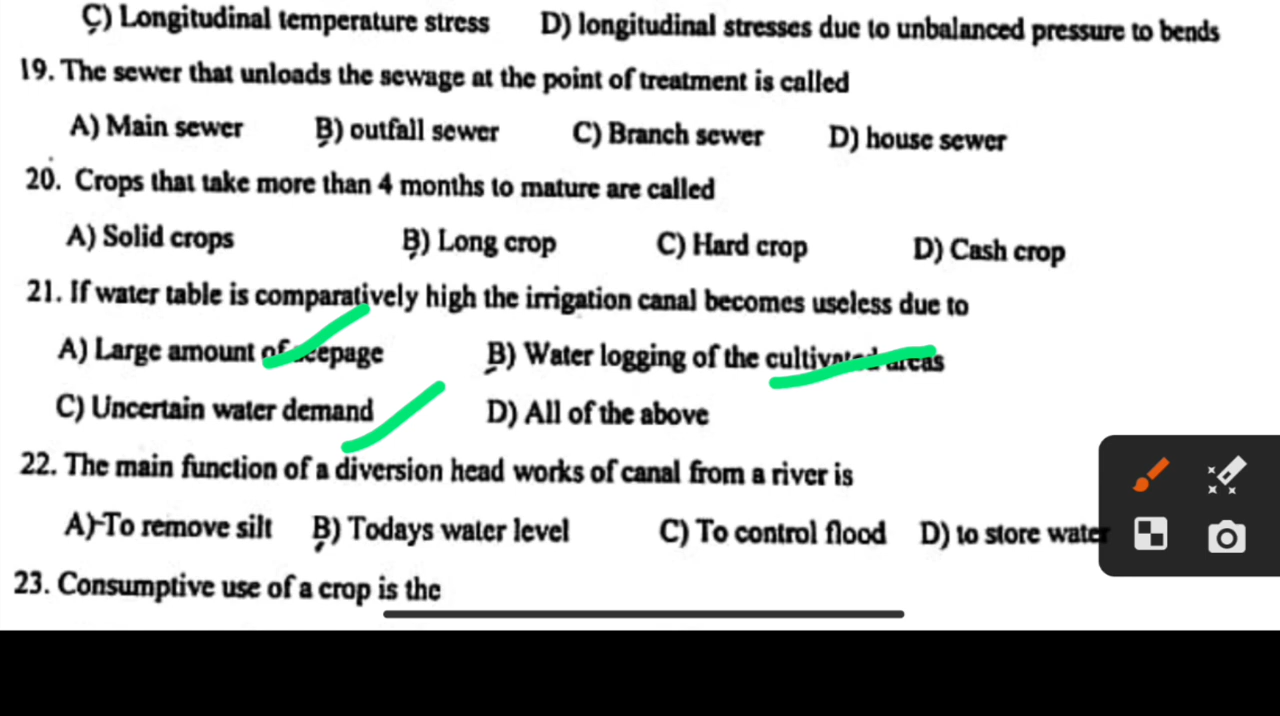 C) Longitudinal temperature stress D) longitudinal stresses due to unbalanced pressure to bends
19. The sewer that unloads the sewage at the point of treatment is called
A) Main sewer B) outfall sewer C) Branch sewer D) house sewer
20. Crops that take more than 4 months to mature are called
A) Solid crops B) Long crop C) Hard crop D) Cash crop
21. If water table is comparatively high the irrigation canal becomes useless due to
A) Large amount of seepage B) Water logging of the cultivated areas
C) Uncertain water demand D) All of the above
22. The main function of a diversion head works of canal from a river is
A) To remove silt B) Todays water level C) To control flood D) to store water
23. Consumptive use of a crop is the